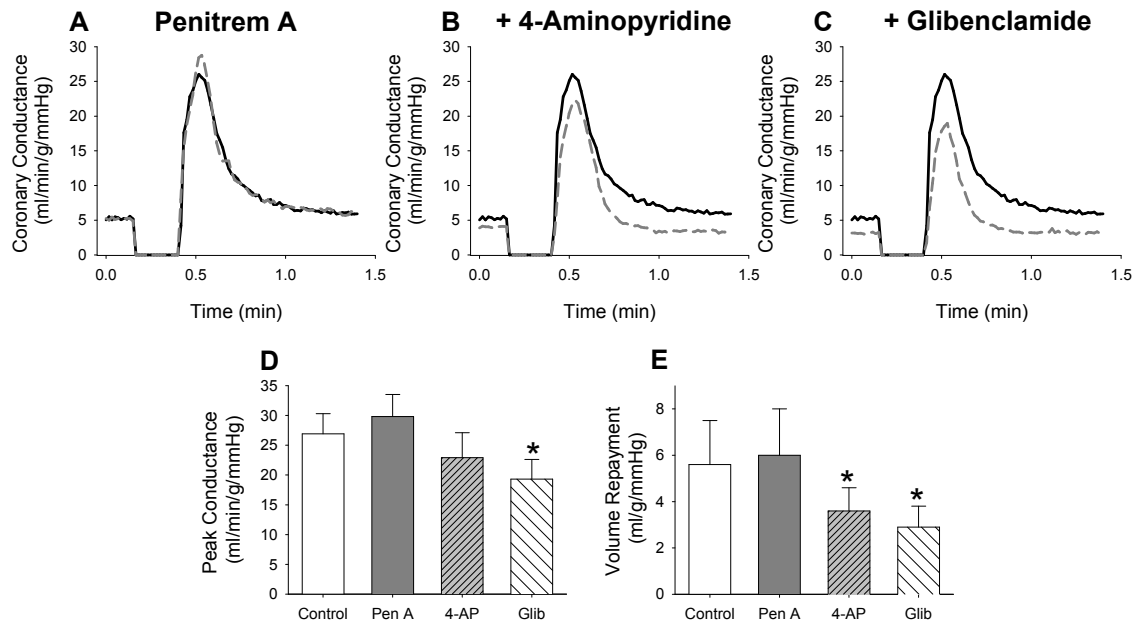 A Penitrem A
Coronary Conductance
(ml/min/g/mmHg)
30
25
20
15
10
5
0
0.0 0.5 1.0 1.5
Time (min)
B + 4-Aminopyridine
Coronary Conductance
(ml/min/g/mmHg)
30
25
20
15
10
5
0
0.0 0.5 1.0 1.5
Time (min)
C + Glibenclamide
Coronary Conductance
(ml/min/g/mmHg)
30
25
20
15
10
5
0
0.0 0.5 1.0 1.5
Time (min)
D
Peak Conductance
(ml/min/g/mmHg)
35
30
25
20
15
10
5
0
*
Control Pen A 4-AP Glib
E
Volume Repayment
(ml/g/mmHg)
8
6
4
2
0
* *
Control Pen A 4-AP Glib